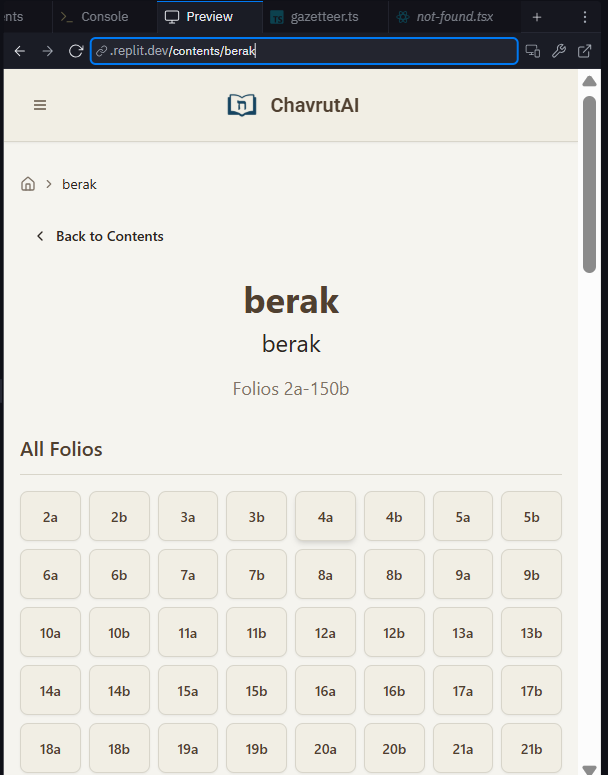 nts
Console
Preview
TS gazetteer.ts
not-found.tsx
.replit.dev/contents/berak
ח ChavrutAI
berak
Back to Contents
berak
berak
Folios 2a-150b
All Folios
2a 2b 3a 3b 4a 4b 5a 5b
6a 6b 7a 7b 8a 8b 9a 9b
10a 10b 11a 11b 12a 12b 13a 13b
14a 14b 15a 15b 16a 16b 17a 17b
18a 18b 19a 19b 20a 20b 21a 21b